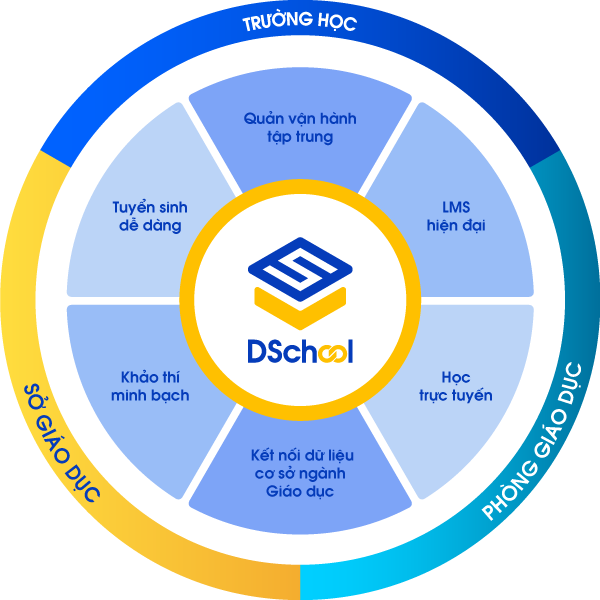 TRƯỜNG HỌC
Quản vận hành
tập trung
Tuyển sinh
dễ dàng
LMS
hiện đại
DSchool
Khảo thí
minh bạch
Học
trực tuyến
Kết nối dữ liệu
cơ sở ngành
Giáo dục
SỞ GIÁO DỤC
PHÒNG GIÁO DỤC